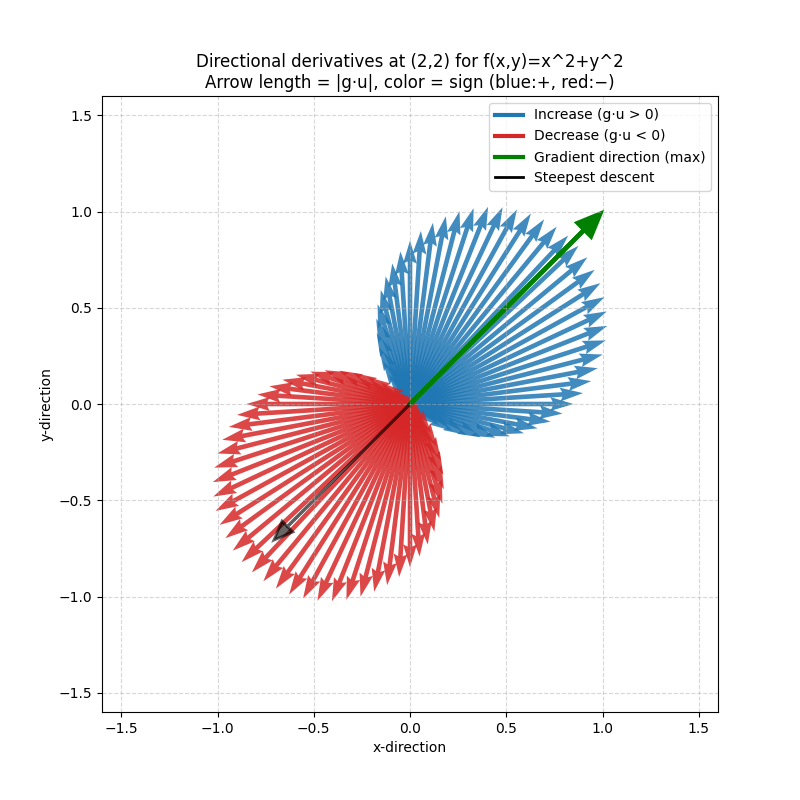 Directional derivatives at (2,2) for f(x,y)=x^2+y^2
Arrow length = |g·u|, color = sign (blue:+, red:−)
Increase (g·u > 0)
Decrease (g·u < 0)
Gradient direction (max)
Steepest descent
1.5
1.0
0.5
0.0
−0.5
−1.0
−1.5
y-direction
−1.5
−1.0
−0.5
0.0
0.5
1.0
1.5
x-direction